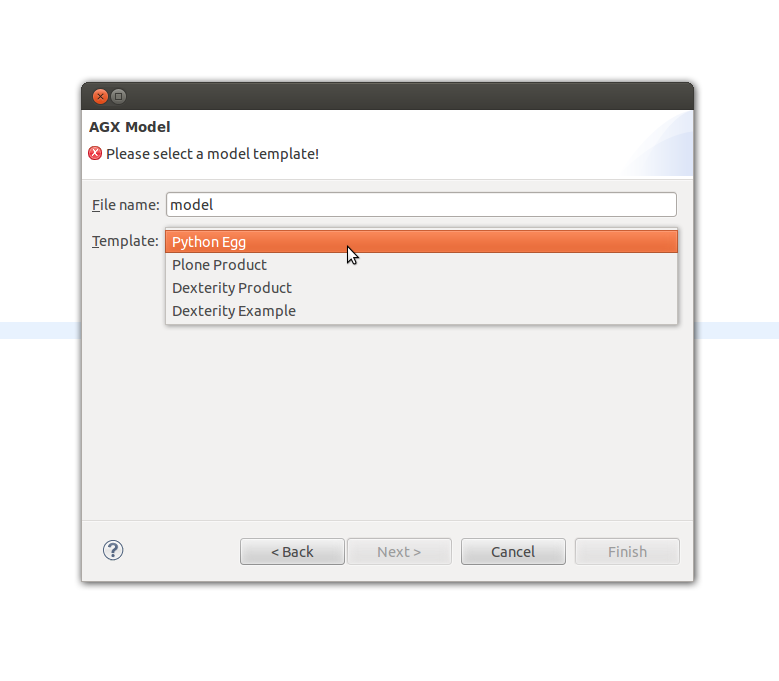 AGX Model
Please select a model template!
File name: model
Template: Python Egg
Plone Product
Dexterity Product
Dexterity Example
? < Back Next > Cancel Finish